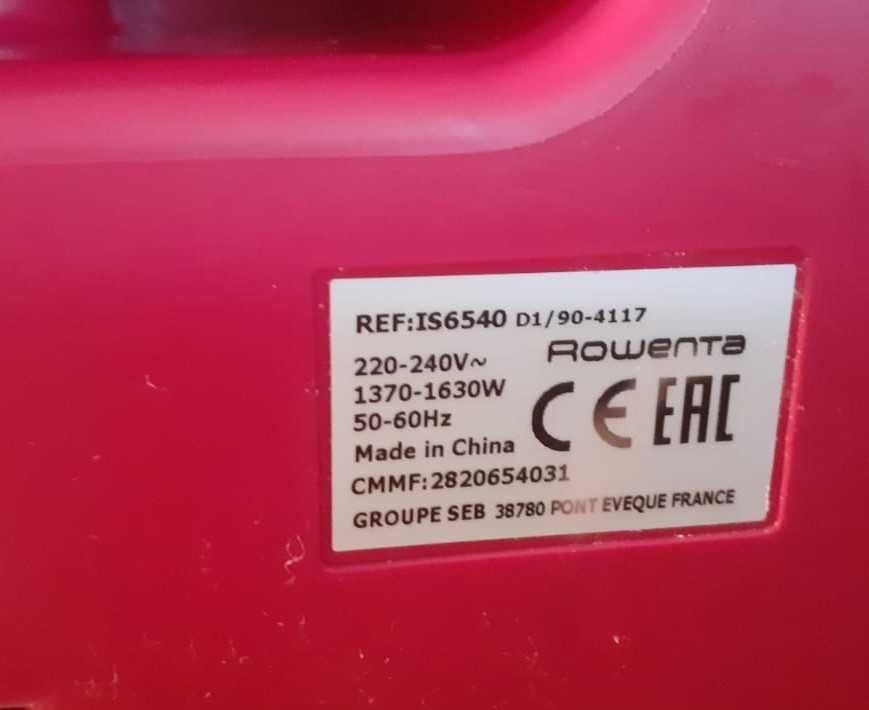 REF:IS6540 D1/90-4117
Rowenta
220-240V~
1370-1630W
50-60Hz
CE EAC
Made in China
CMMF:2820654031
GROUPE SEB 38780 PONT EVEQUE FRANCE